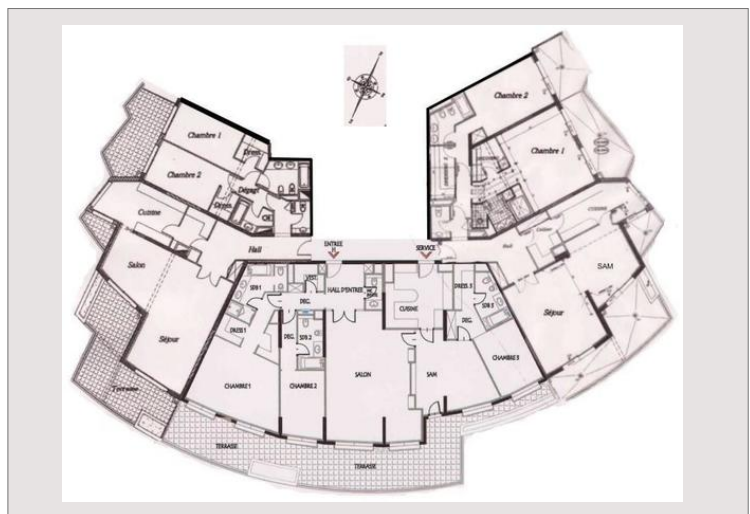 Chambre 2
Chambre 1
Chambre 1
Dress.
Chambre 2
Dégagt
Dress.
Cuisine
CUISINE
Hall
ENTREE
SERVICE
Hall
Salon
SAM
SDB 1
VEST.
HALL D'ENTREE
DRESS. 3
DEG.
CUISINE
SDB 3
DRESS 1
DEG.
SDB 2
DEG.
Séjour
Séjour
CHAMBRE 1
CHAMBRE 2
SALON
SAM
CHAMBRE 3
Terrasse
TERRASSE
TERRASSE